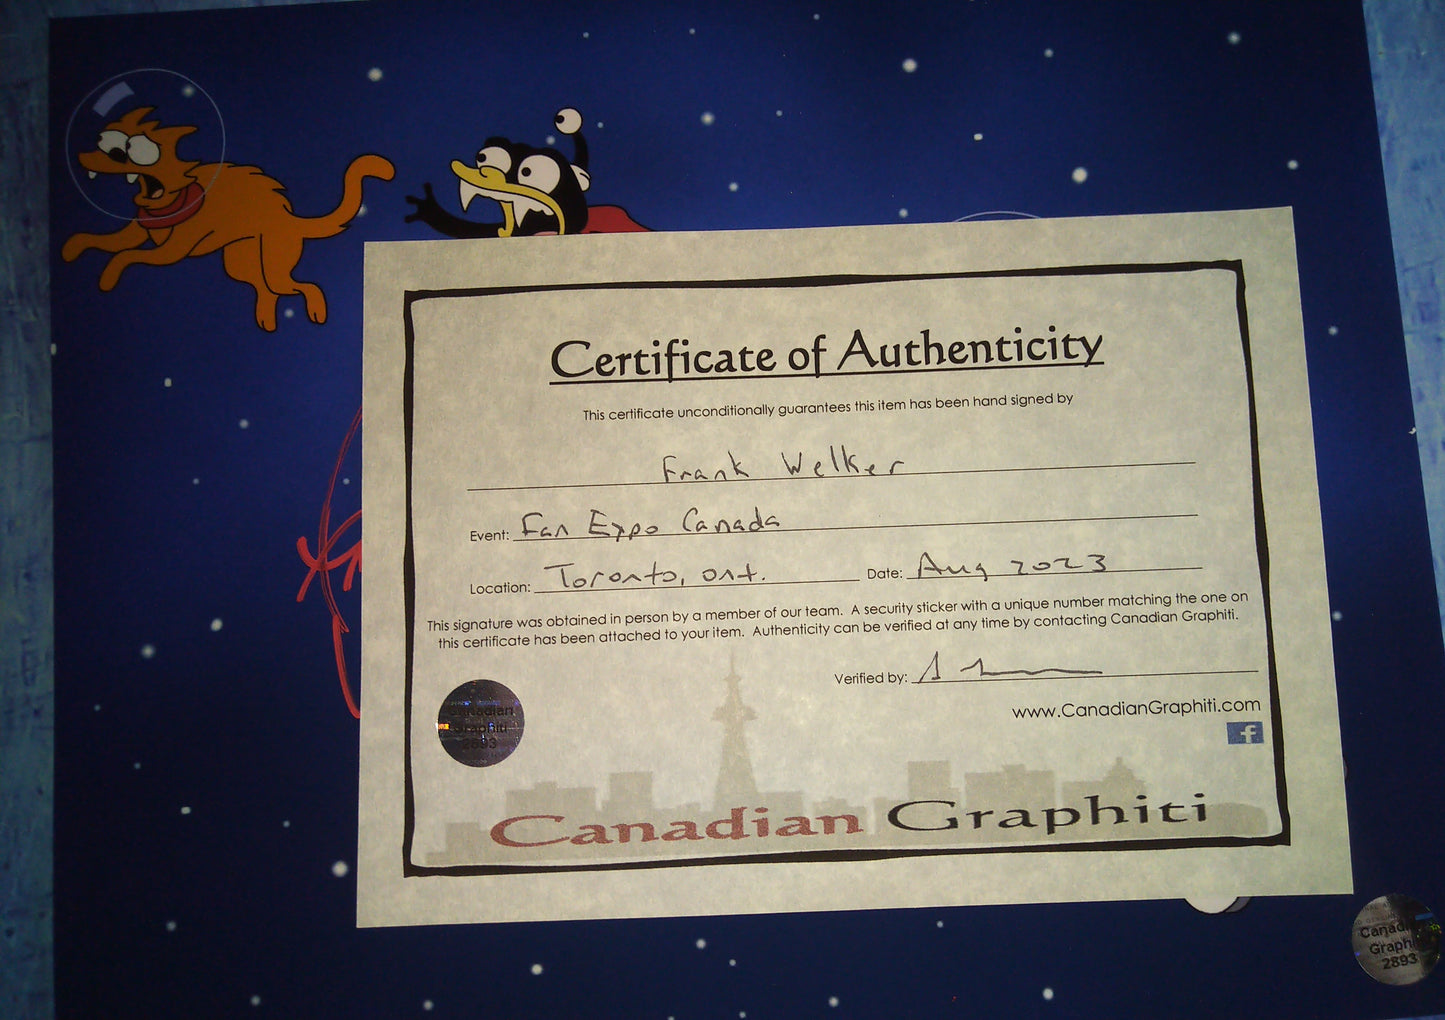 Certificate of Authenticity
This certificate unconditionally guarantees this item has been hand signed by
Frank Welker
Event: Fan Expo Canada
Location: Toronto, ont. Date: Aug 2023
This signature was obtained in person by a member of our team. A security sticker with a unique number matching the one on
this certificate has been attached to your item. Authenticity can be verified at any time by contacting Canadian Graphiti.
Verified by:
www.CanadianGraphiti.com
f
Canadian
Graphiti
2893
Canadian Graphiti
Canadi
Graph
2893